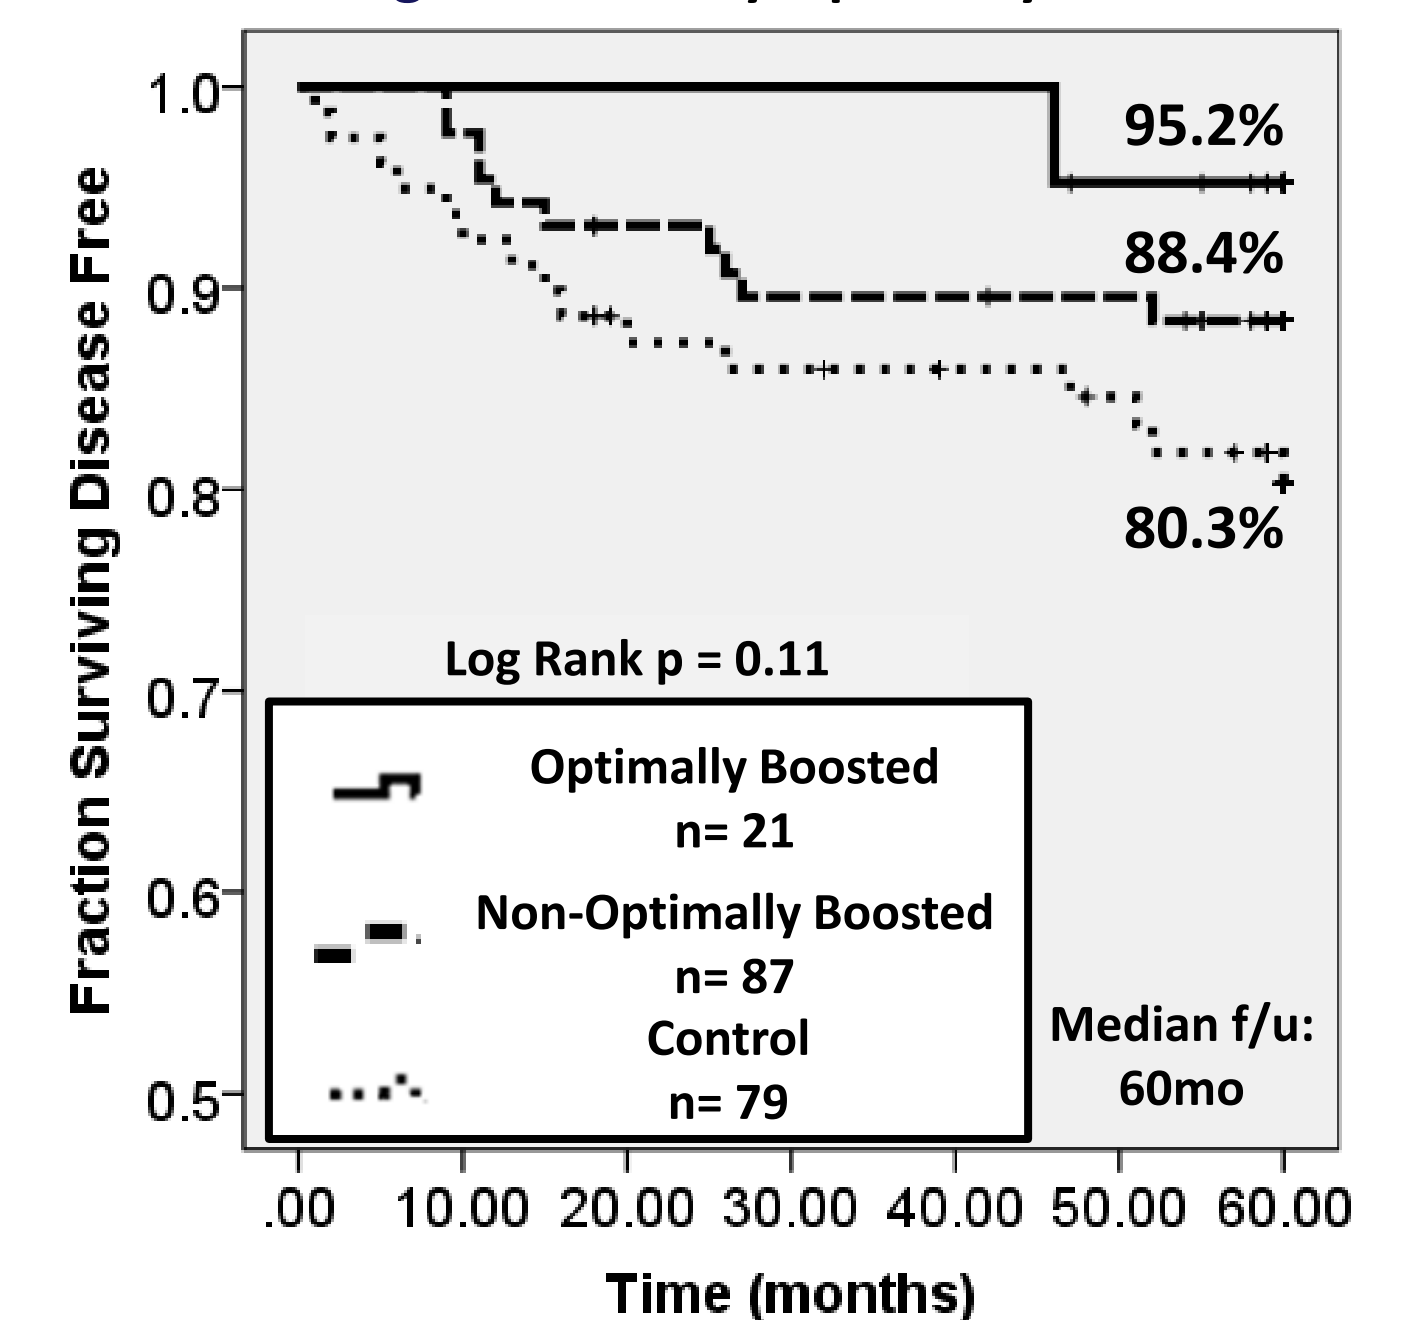 1.0
0.9
0.8
0.7
0.6
0.5
Fraction Surviving Disease Free
95.2%
88.4%
80.3%
Log Rank p = 0.11
Optimally Boosted
n= 21
Non-Optimally Boosted
n= 87
Control
n= 79
Median f/u:
60mo
.00 10.00 20.00 30.00 40.00 50.00 60.00
Time (months)